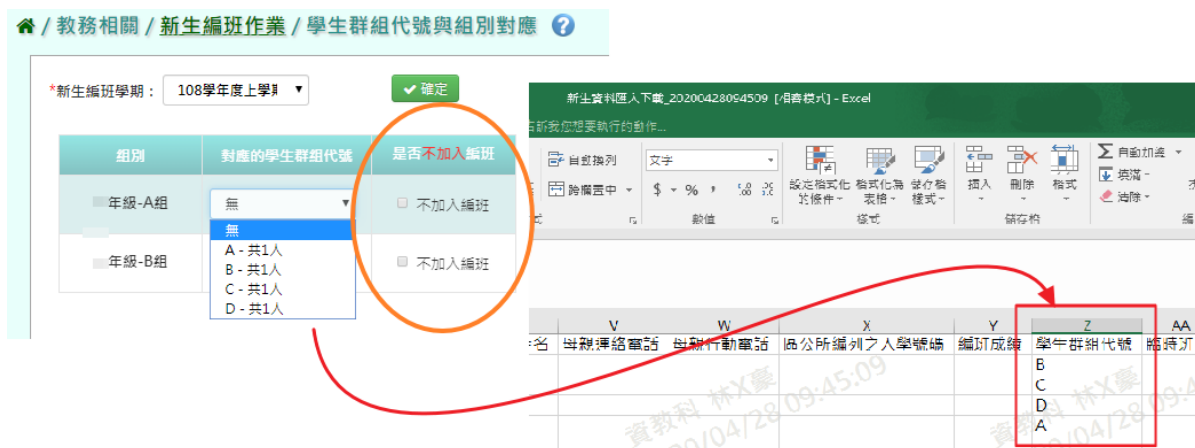 / 教務相關 / 新生編班作業 / 學生群組代號與組別對應 ?
*新生編班學期： 108學年度上學期 確定
組別 對應的學生群組代號 是否不加入編班
年級-A組 無 不加入編班
無
A - 共1人
B - 共1人
C - 共1人
D - 共1人
年級-B組 不加入編班
新生資料匯入下載_20200428094509 [相容模式] - Excel
告訴我您想要執行的動作...
自動換列 文字 設定格式化的條件 格式化為表格 儲存格樣式 插入 刪除 格式 自動加總
跨欄置中 $ % , 填滿
清除
數值 樣式 儲存格 編
V W X Y Z AA
母親連絡電話 母親行動電話 區公所編列之入學號碼 編班成績 學生群組代號 臨時班
B
C
D
A
資教科 林X豪
2020/04/28 09:45:09